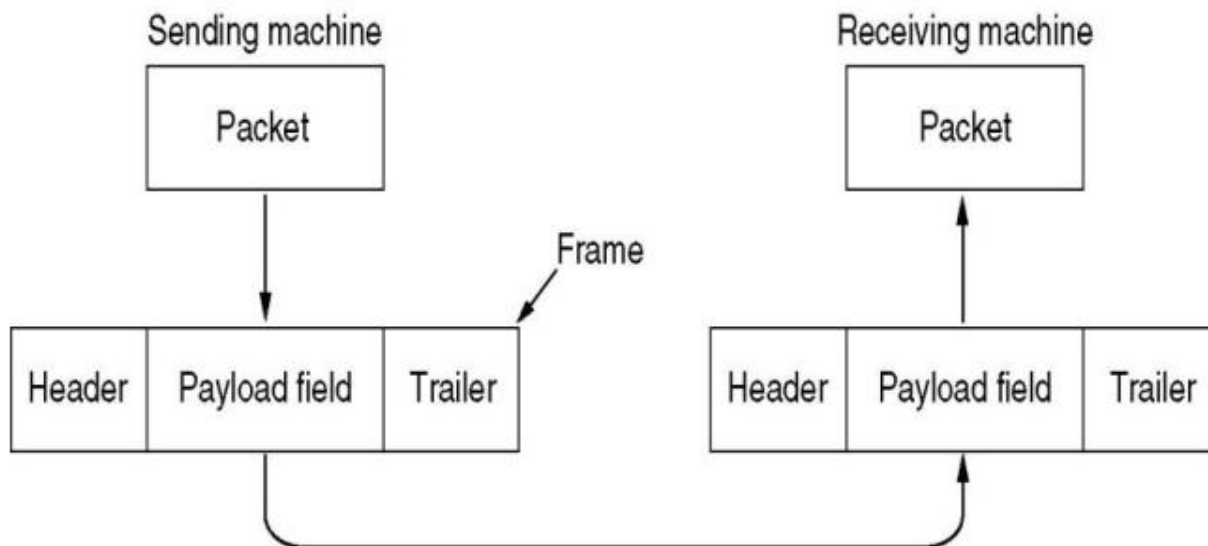 Sending machine
Receiving machine
Packet
Packet
Frame
Header
Payload field
Trailer
Header
Payload field
Trailer